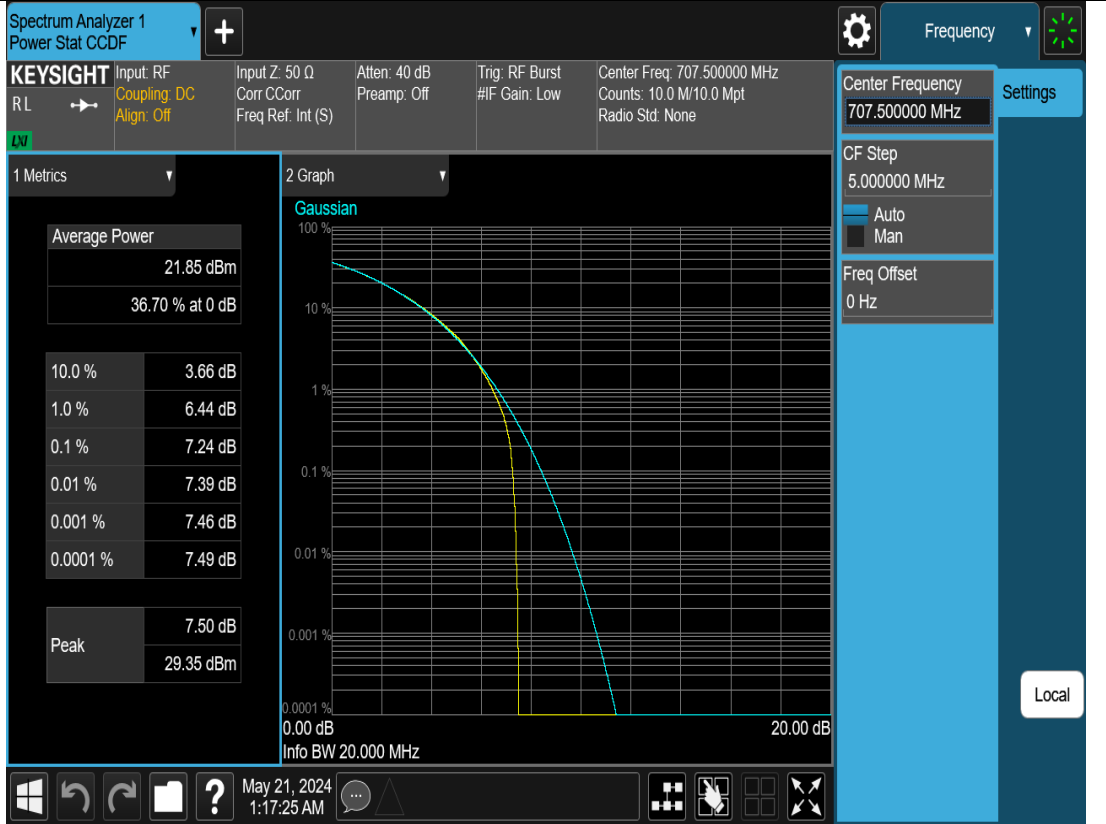 Spectrum Analyzer 1
Power Stat CCDF
+
Frequency
KEYSIGHT
RL
LXI
Input: RF
Coupling: DC
Align: Off
Input Z: 50 Ω
Corr CCorr
Freq Ref: Int (S)
Atten: 40 dB
Preamp: Off
Trig: RF Burst
#IF Gain: Low
Center Freq: 707.500000 MHz
Counts: 10.0 M/10.0 Mpt
Radio Std: None
Center Frequency
707.500000 MHz
Settings
CF Step
5.000000 MHz
Auto
Man
Freq Offset
0 Hz
1 Metrics
Average Power
21.85 dBm
36.70 % at 0 dB
10.0 % 3.66 dB
1.0 % 6.44 dB
0.1 % 7.24 dB
0.01 % 7.39 dB
0.001 % 7.46 dB
0.0001 % 7.49 dB
Peak
7.50 dB
29.35 dBm
2 Graph
Gaussian
100 %
10 %
1 %
0.1 %
0.01 %
0.001 %
0.0001 %
0.00 dB 20.00 dB
Info BW 20.000 MHz
Local
?
May 21, 2024
1:17:25 AM